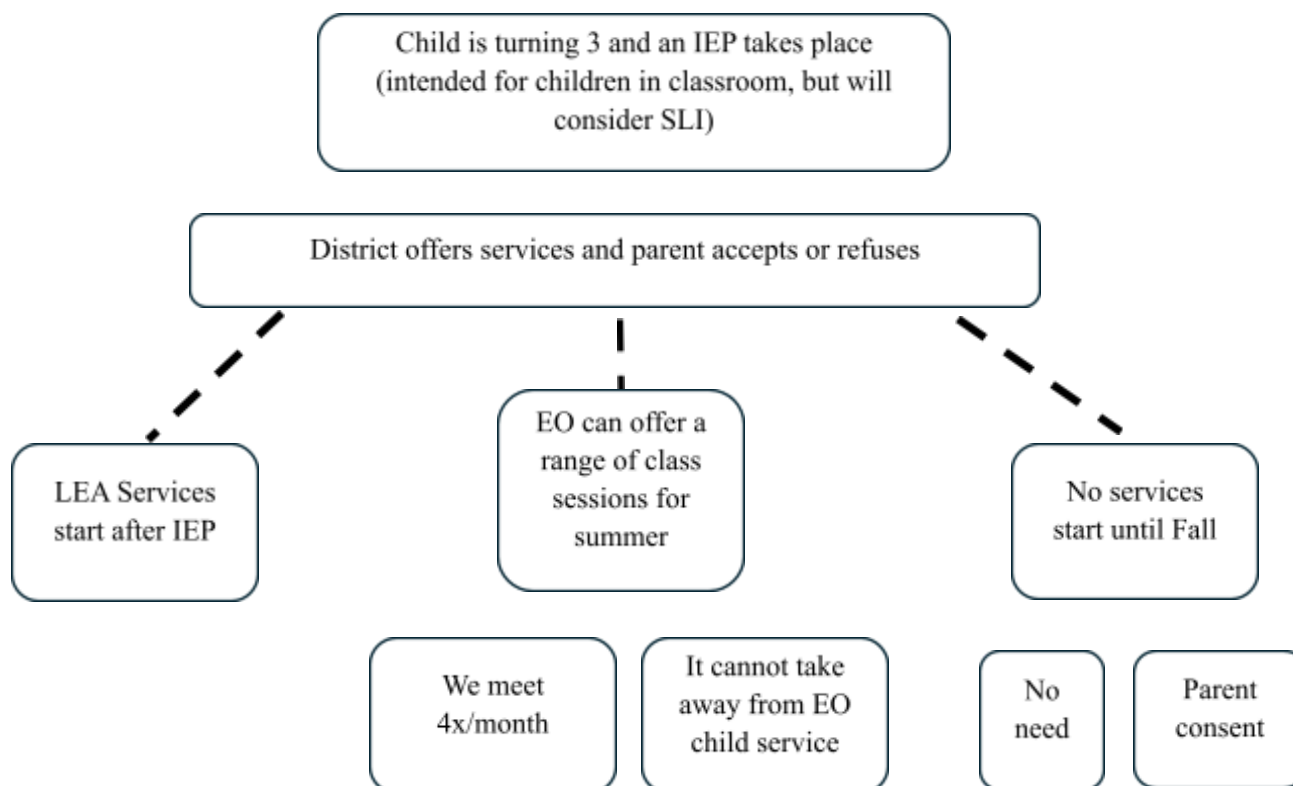 Child is turning 3 and an IEP takes place
(intended for children in classroom, but will
consider SLI)
District offers services and parent accepts or refuses
LEA Services
start after IEP
EO can offer a
range of class
sessions for
summer
No services
start until Fall
We meet
4x/month
It cannot take
away from EO
child service
No
need
Parent
consent